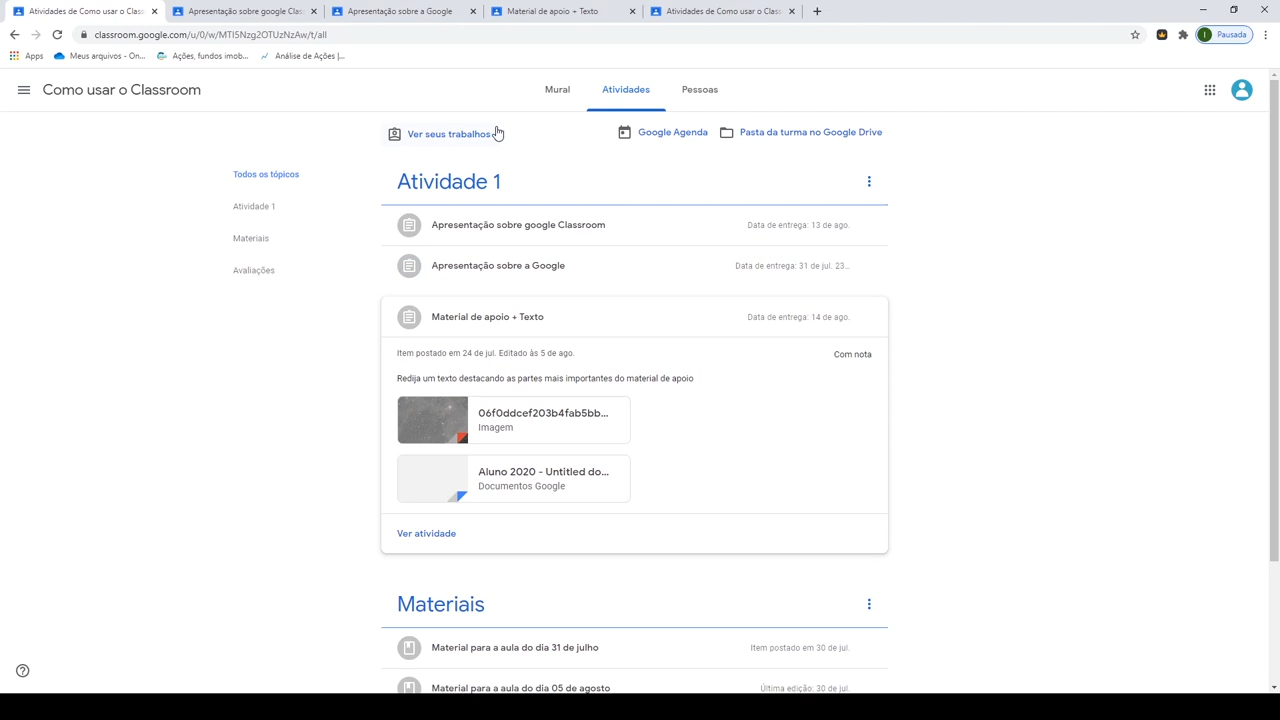 Atividades de Como usar o Class
Apresentação sobre google Clas
Apresentação sobre a Google
Material de apoio + Texto
Atividades de Como usar o Class
classroom.google.com/u/0/w/MTI5Nzg2OTUzNzAw/t/all
Pausada
Apps
Meus arquivos - On...
Ações, fundos imob...
Análise de Ações |...
Como usar o Classroom
Mural
Atividades
Pessoas
Ver seus trabalhos
Google Agenda
Pasta da turma no Google Drive
Todos os tópicos
Atividade 1
Materiais
Avaliações
Atividade 1
Apresentação sobre google Classroom
Data de entrega: 13 de ago.
Apresentação sobre a Google
Data de entrega: 31 de jul. 23...
Material de apoio + Texto
Data de entrega: 14 de ago.
Item postado em 24 de jul. Editado às 5 de ago.
Com nota
Redija um texto destacando as partes mais importantes do material de apoio
06f0ddcef203b4fab5bb...
Imagem
Aluno 2020 - Untitled do...
Documentos Google
Ver atividade
Materiais
Material para a aula do dia 31 de julho
Item postado em 30 de jul.
Material para a aula do dia 05 de agosto
Última edição: 30 de jul.